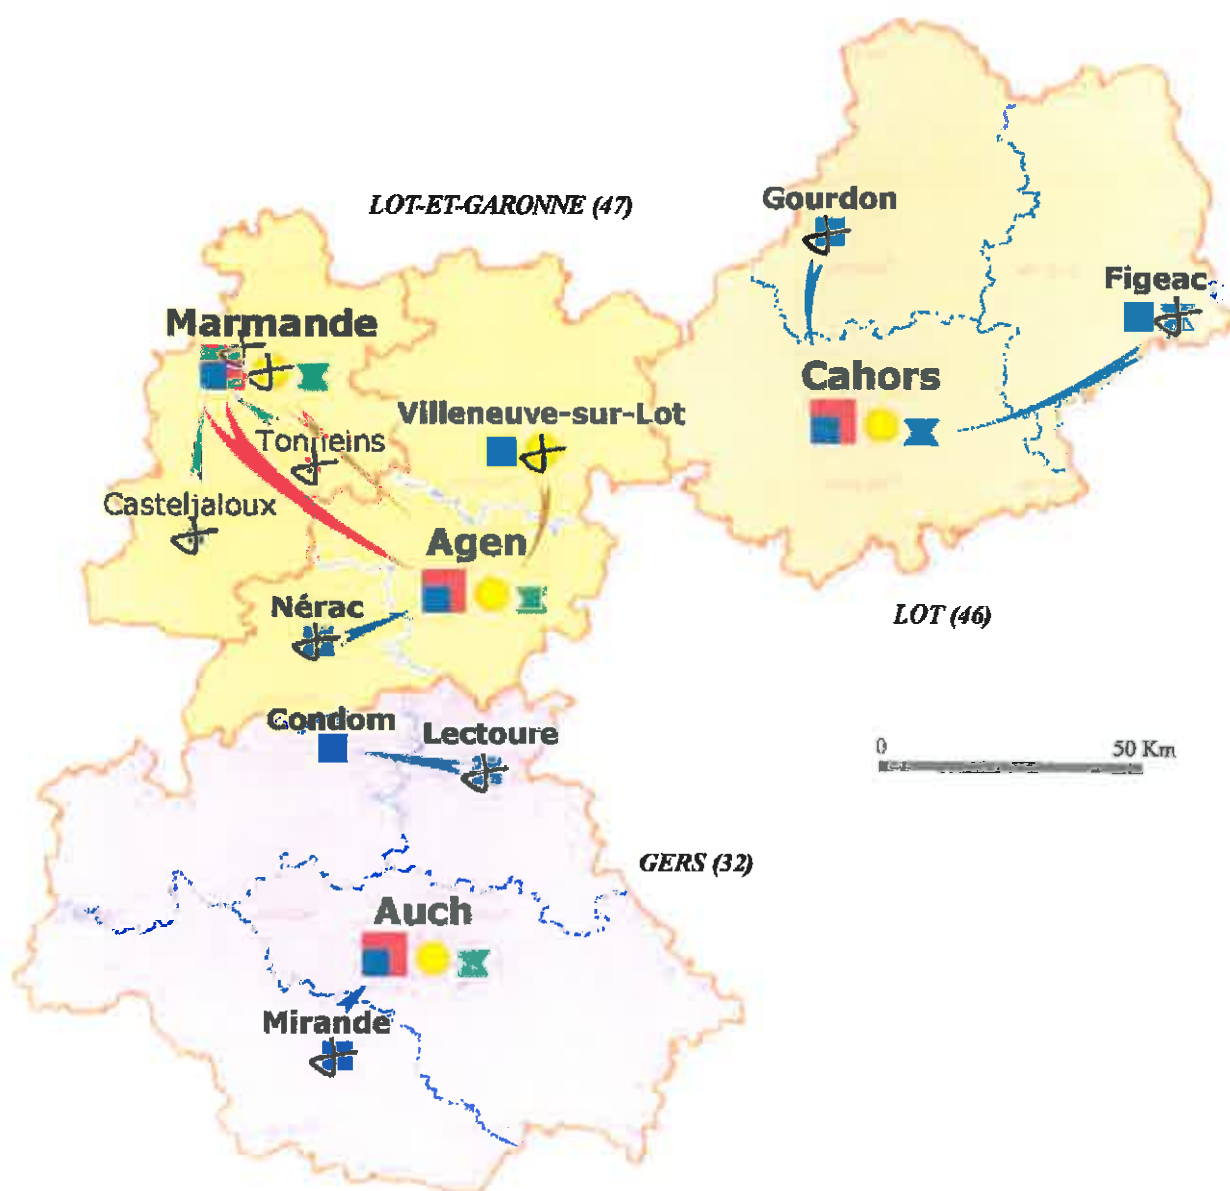 LOT-ET-GARONNE (47)
Gourdon
Figeac
Marmande
Cahors
Villeneuve-sur-Lot
Tonneins
Casteljaloux
Agen
Nérac
LOT (46)
Condom
Lectoure
0 50 Km
GERS (32)
Auch
Mirande